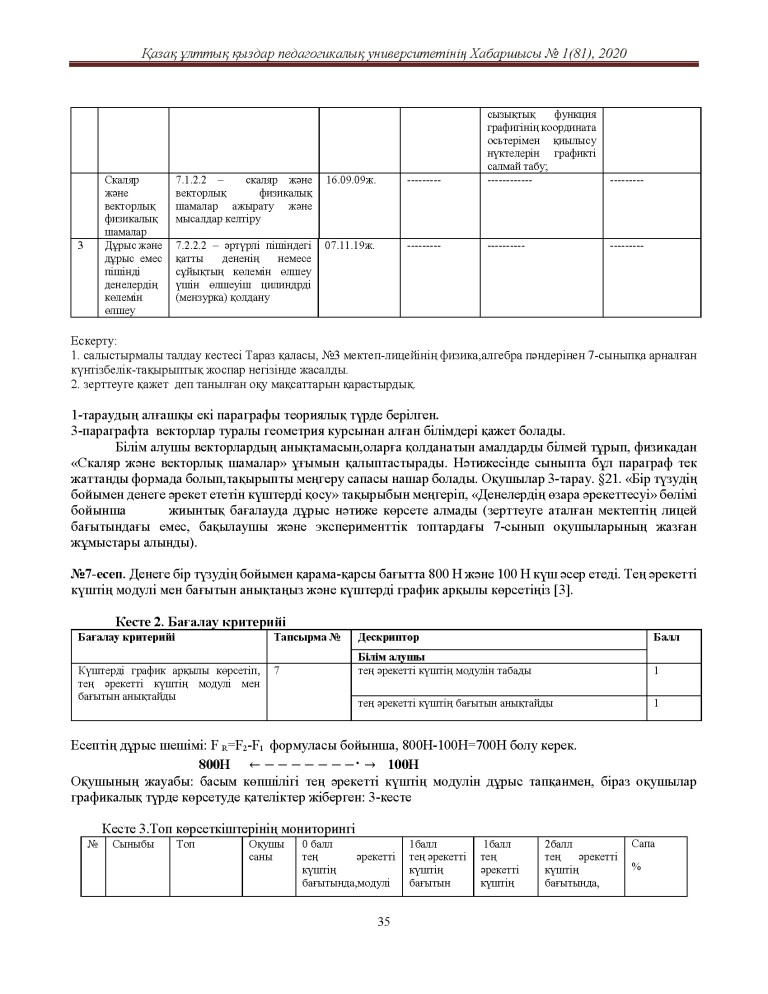 Қазақ ұлттық қыздар педагогикалық университетінің Хабаршысы № 1(81), 2020
сызықтық функция
графигінің координата
осьтерімен қиылысу
нүктелерін графикті
салмай табу;
Скаляр
және
векторлық
физикалық
шамалар
7.1.2.2 – скаляр және
векторлық физикалық
шамалар ажырату және
мысалдар келтіру
16.09.09ж.
---------
------------
---------
3
Дұрыс және
дұрыс емес
пішінді
денелердің
көлемін
өлшеу
7.2.2.2 – әртүрлі пішіндегі
қатты дененің немесе
сұйықтың көлемін өлшеу
үшін өлшеуіш цилиндрді
(мензурка) қолдану
07.11.19ж.
---------
----------
---------
Ескерту:
1. салыстырмалы талдау кестесі Тараз қаласы, №3 мектеп-лицейінің физика,алгебра пәндерінен 7-сыныпқа арналған
күнтізбелік-тақырыптық жоспар негізінде жасалды.
2. зерттеуге қажет деп танылған оқу мақсаттарын қарастырдық.
1-тараудың алғашқы екі параграфы теориялық түрде берілген.
3-параграфта векторлар туралы геометрия курсынан алған білімдері қажет болады.
Білім алушы векторлардың анықтамасын,оларға қолданатын амалдарды білмей тұрып, физикадан
«Скаляр және векторлық шамалар» ұғымын қалыптастырады. Нәтижесінде сыныпта бұл параграф тек
жаттанды формада болып,тақырыпты меңгеру сапасы нашар болады. Оқушылар 3-тарау. §21. «Бір түзудің
бойымен денеге әрекет ететін күштерді қосу» тақырыбын меңгеріп, «Денелердің өзара әрекеттесуі» бөлімі
бойынша жиынтық бағалауда дұрыс нәтиже көрсете алмады (зерттеуге аталған мектептің лицей
бағытындағы емес, бақылаушы және эксперименттік топтардағы 7-сынып оқушыларының жазған
жұмыстары алынды).
№7-есеп. Денеге бір түзудің бойымен қарама-қарсы бағытта 800 Н және 100 Н күш әсер етеді. Тең әрекетті
күштің модулі мен бағытын анықтаңыз және күштерді график арқылы көрсетіңіз [3].
Кесте 2. Бағалау критерийі
Бағалау критерийі
Тапсырма №
Дескриптор
Балл
Білім алушы
Күштерді график арқылы көрсетіп,
тең әрекетті күштің модулі мен
бағытын анықтайды
7
тең әрекетті күштің модулін табады
1
тең әрекетті күштің бағытын анықтайды
1
Есептің дұрыс шешімі: F R=F2-F1 формуласы бойынша, 800Н-100Н=700Н болу керек.
800Н ←– – – – – – – –· → 100Н
Оқушының жауабы: басым көпшілігі тең әрекетті күштің модулін дұрыс тапқанмен, біраз оқушылар
графикалық түрде көрсетуде қателіктер жіберген: 3-кесте
Кесте 3.Топ көрсеткіштерінің мониторингі
№
Сыныбы
Топ
Оқушы
саны
0 балл
тең әрекетті
күштің
бағытында,модулі
1балл
тең әрекетті
күштің
бағытын
1балл
тең
әрекетті
күштің
2балл
тең әрекетті
күштің
бағытында,
Сапа
%
35